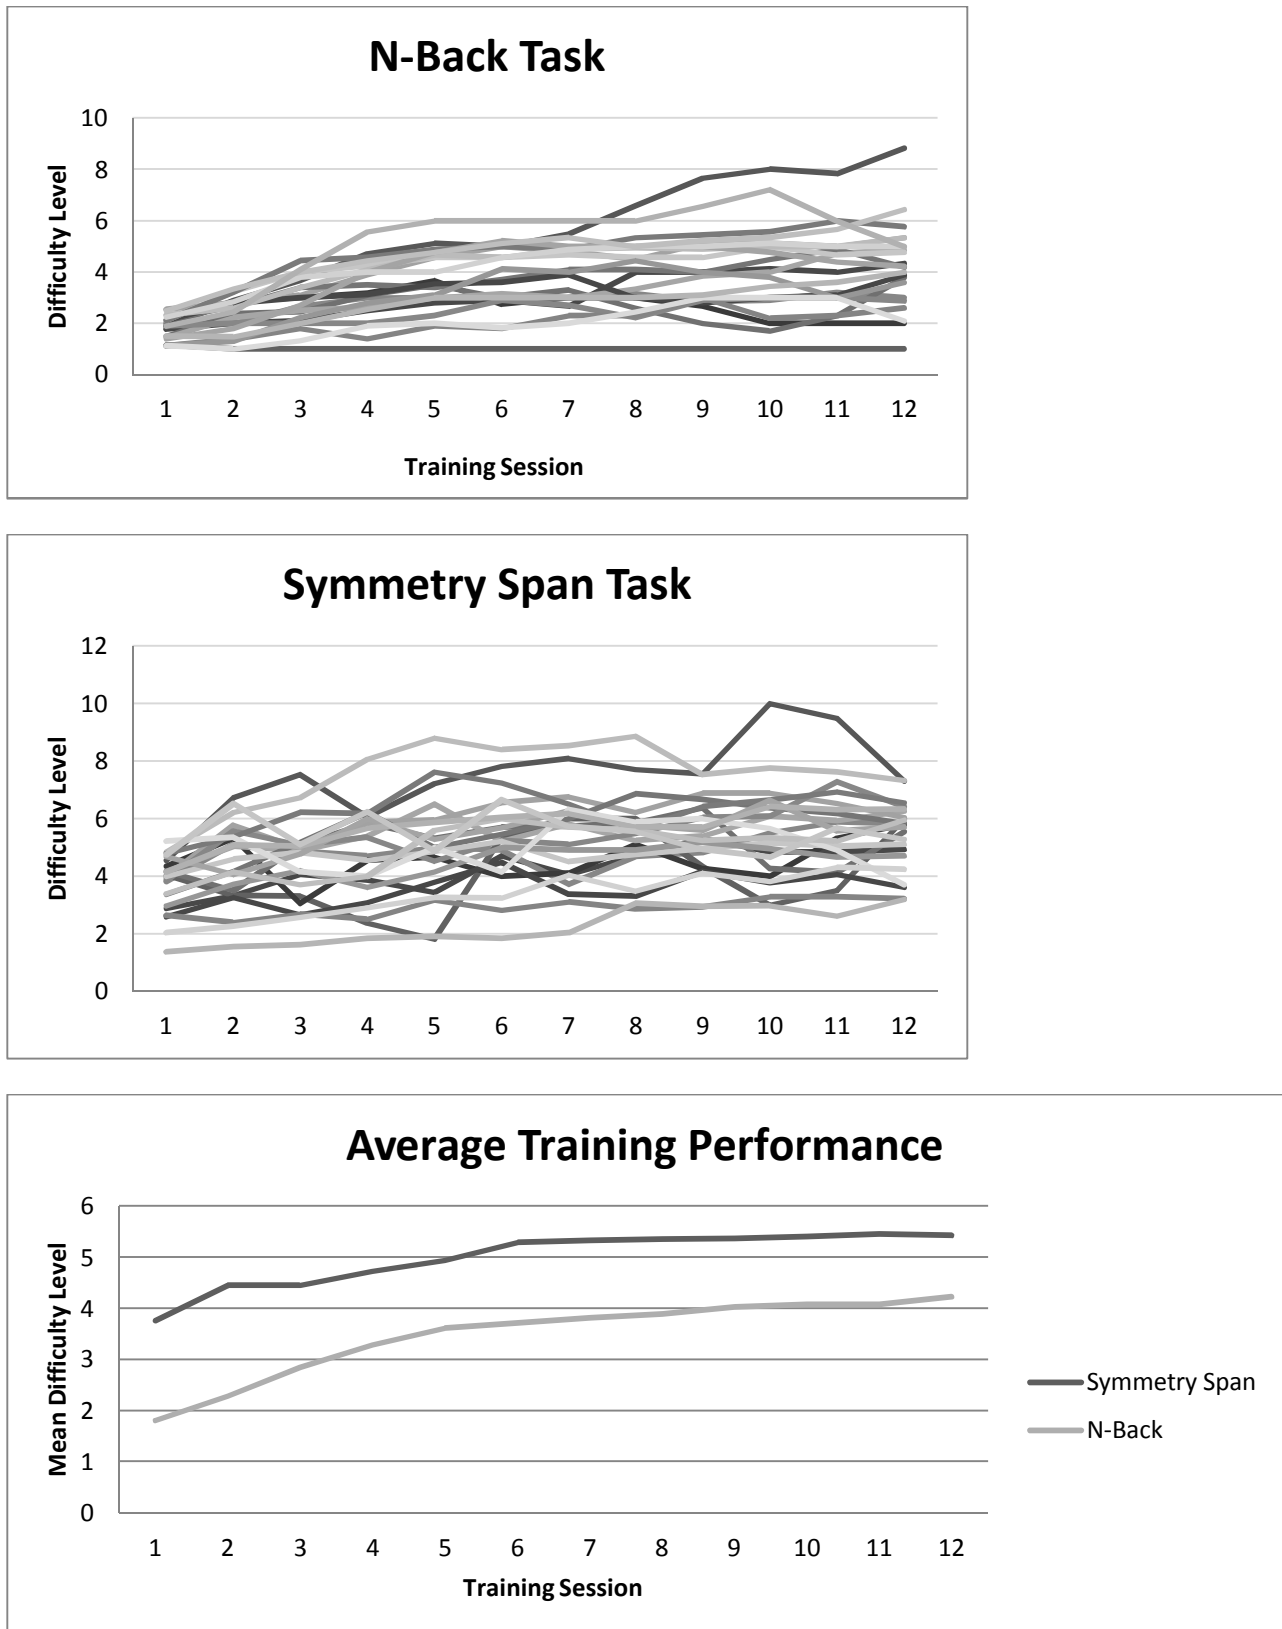 N-Back Task
10
8
6
4
2
0
Difficulty Level
1 2 3 4 5 6 7 8 9 10 11 12
Training Session
Symmetry Span Task
12
10
8
6
4
2
0
Difficulty Level
1 2 3 4 5 6 7 8 9 10 11 12
Average Training Performance
6
5
4
3
2
1
0
Mean Difficulty Level
1 2 3 4 5 6 7 8 9 10 11 12
Training Session
Symmetry Span
N-Back